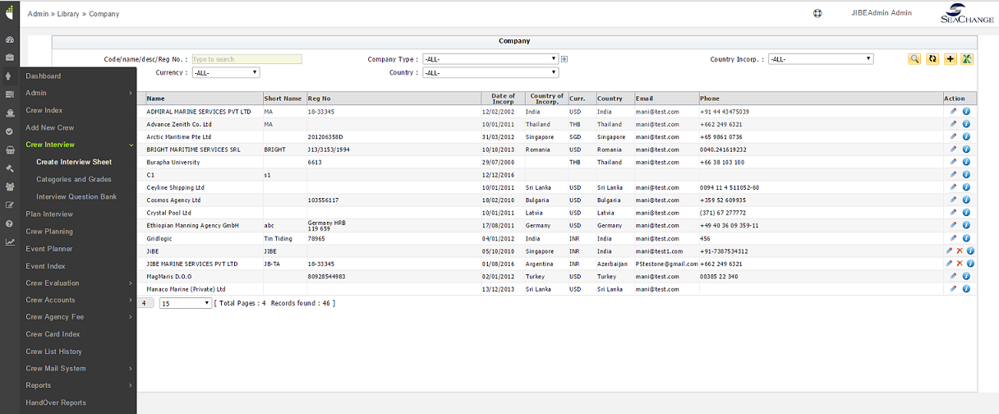 Admin » Library » Company
JIBEAdmin Admin
SEACHANGE
Company
Code/name/desc/Reg No. : Type to search
Company Type : -ALL-
Country Incorp. : -ALL-
Currency : -ALL-
Country : -ALL-
Dashboard
Admin
Crew Index
Add New Crew
Crew Interview
Create Interview Sheet
Categories and Grades
Interview Question Bank
Plan Interview
Crew Planning
Event Planner
Event Index
Crew Evaluation
Crew Accounts
Crew Agency Fee
Crew Card Index
Crew List History
Crew Mail System
Reports
HandOver Reports
Name Short Name Reg No Date of Incorp Country of Incorp. Curr. Country Email Phone Action
ADMIRAL MARINE SERVICES PVT LTD MA 18-33345 12/02/2002 India USD India mani@test.com +91 44 43475039
Advance Zenith Co. Ltd MA 10/01/2011 Thailand THB Thailand mani@test.com +662 249 6321
Arctic Maritime Pte Ltd 201206358D 31/03/2012 Singapore SGD Singapore mani@test.com +65 9861 0736
BRIGHT MARITIME SERVICES SRL BRIGHT J13/3153/1994 10/10/2013 Romania USD Romania mani@test.com 0040.241619232
Burapha University 6613 29/07/2000 THB Thailand mani@test.com +66 38 103 100
C1 s1 12/12/2016
Ceyline Shipping Ltd 10/01/2011 Sri Lanka USD Sri Lanka mani@test.com 0094 11 4 511052-60
Cosmos Agency Ltd 103556117 18/02/2010 Bulgaria USD Bulgaria mani@test.com +359 52 609935
Crystal Pool Ltd 10/01/2011 Latvia USD Latvia mani@test.com (371) 67 277772
Ethiopian Manning Agency GmbH abc Germany HRB 119 659 17/08/2011 Germany USD Germany mani@test.com +49 40 36 09 359-11
Gridlogic Tin Tiding 78965 04/01/2012 India INR India mani@test.com 456
JiBE JIBE 05/10/2010 Singapore INR India mani@test1.com +91-7387534312
JIBE MARINE SERVICES PVT LTD JB-TA 18-33345 01/08/2016 Argentina INR Azerbaijan PStestone@gmail.com +662 249 6321
MagMaris D.O.O 80928544983 02/01/2012 Turkey USD Turkey mani@test.com 00385 22 340
Manaco Marine (Private) Ltd 13/12/2013 Sri Lanka USD Sri Lanka mani@test.com
4 15 [ Total Pages : 4 Records found : 46 ]